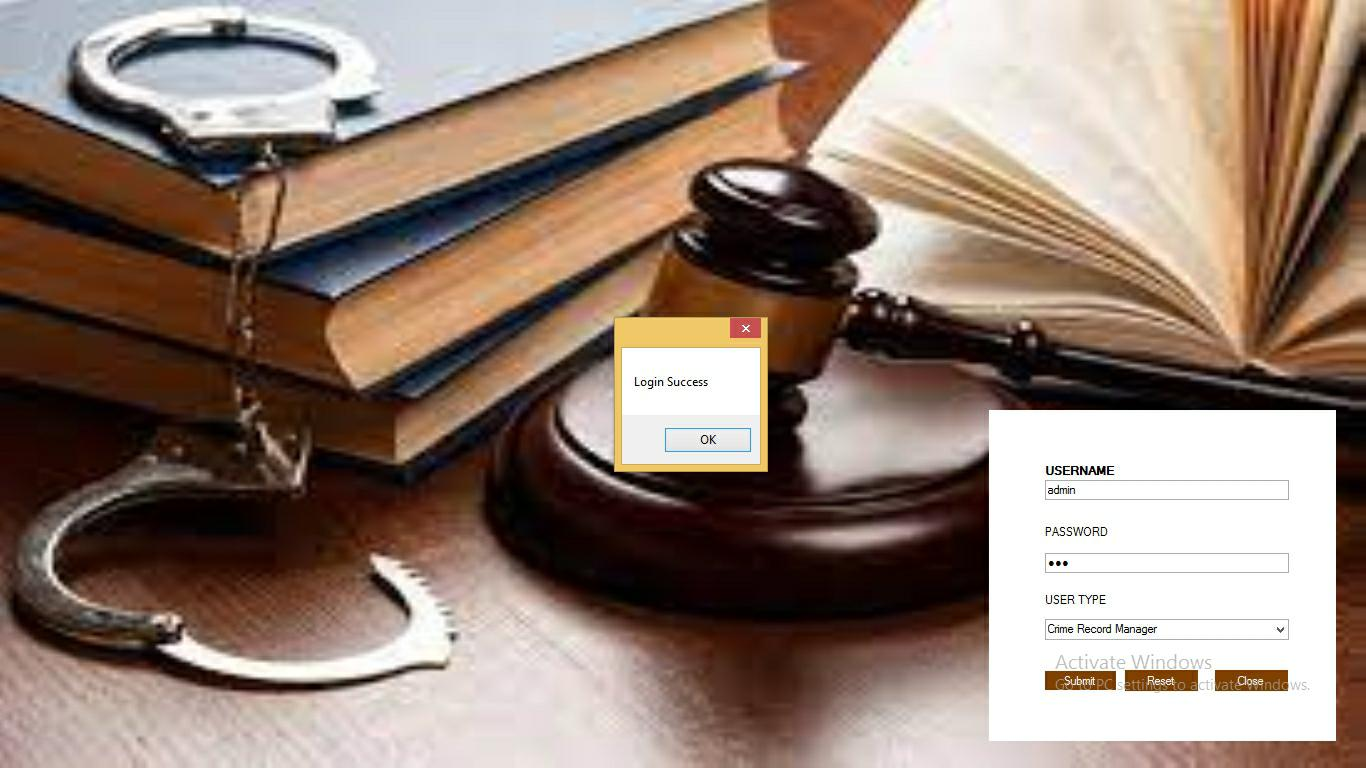 Login Success
OK
USERNAME
admin
PASSWORD
USER TYPE
Crime Record Manager
Activate Windows
Submit Reset Close
Go to PC settings to activate Windows.